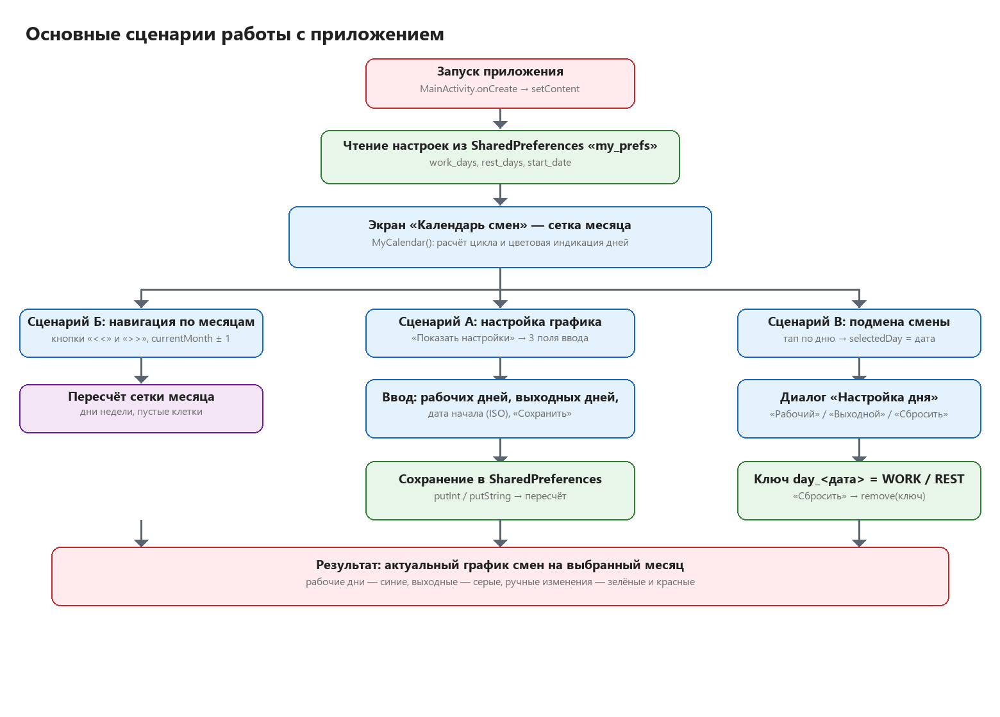 Основные сценарии работы с приложением
Запуск приложения
MainActivity.onCreate → setContent
Чтение настроек из SharedPreferences «my_prefs»
work_days, rest_days, start_date
Экран «Календарь смен» — сетка месяца
MyCalendar(): расчёт цикла и цветовая индикация дней
Сценарий Б: навигация по месяцам
кнопки «<<» и «>>», currentMonth ± 1
Сценарий А: настройка графика
«Показать настройки» → 3 поля ввода
Сценарий В: подмена смены
тап по дню → selectedDay = дата
Пересчёт сетки месяца
дни недели, пустые клетки
Ввод: рабочих дней, выходных дней,
дата начала (ISO), «Сохранить»
Диалог «Настройка дня»
«Рабочий» / «Выходной» / «Сбросить»
Сохранение в SharedPreferences
putInt / putString → пересчёт
Ключ day_<дата> = WORK / REST
«Сбросить» → remove(ключ)
Результат: актуальный график смен на выбранный месяц
рабочие дни — синие, выходные — серые, ручные изменения — зелёные и красные